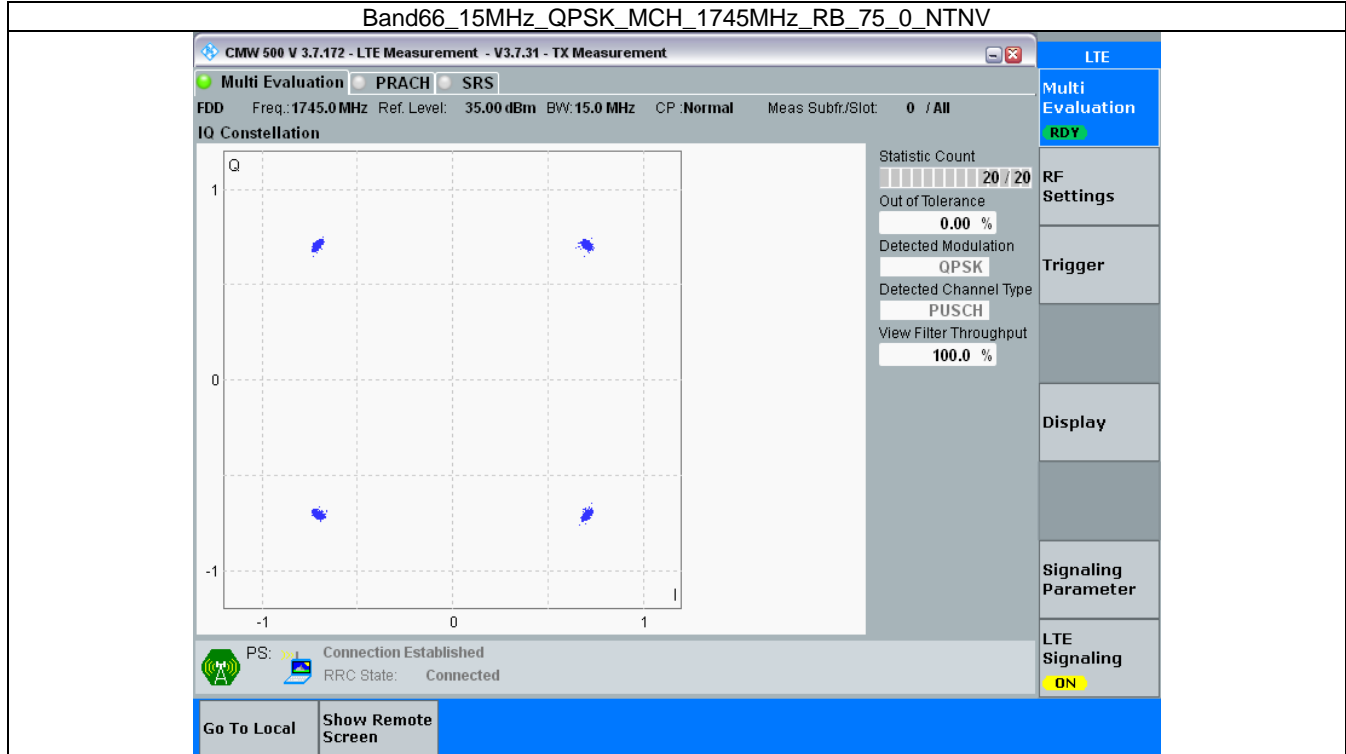 Band66_15MHz_QPSK_MCH_1745MHz_RB_75_0_NTNV
CMW 500 V 3.7.172 - LTE Measurement - V3.7.31 - TX Measurement
LTE
Multi Evaluation PRACH SRS
FDD Freq.:1745.0 MHz Ref. Level: 35.00 dBm BW:15.0 MHz CP :Normal Meas Subfr./Slot: 0 / All
IQ Constellation
Q
1
0
-1
I
-1 0 1
Statistic Count
20 / 20
Out of Tolerance
0.00 %
Detected Modulation
QPSK
Detected Channel Type
PUSCH
View Filter Throughput
100.0 %
Multi
Evaluation
RDY
RF
Settings
Trigger
Display
Signaling
Parameter
LTE
Signaling
ON
PS: Connection Established
RRC State: Connected
Go To Local
Show Remote
Screen